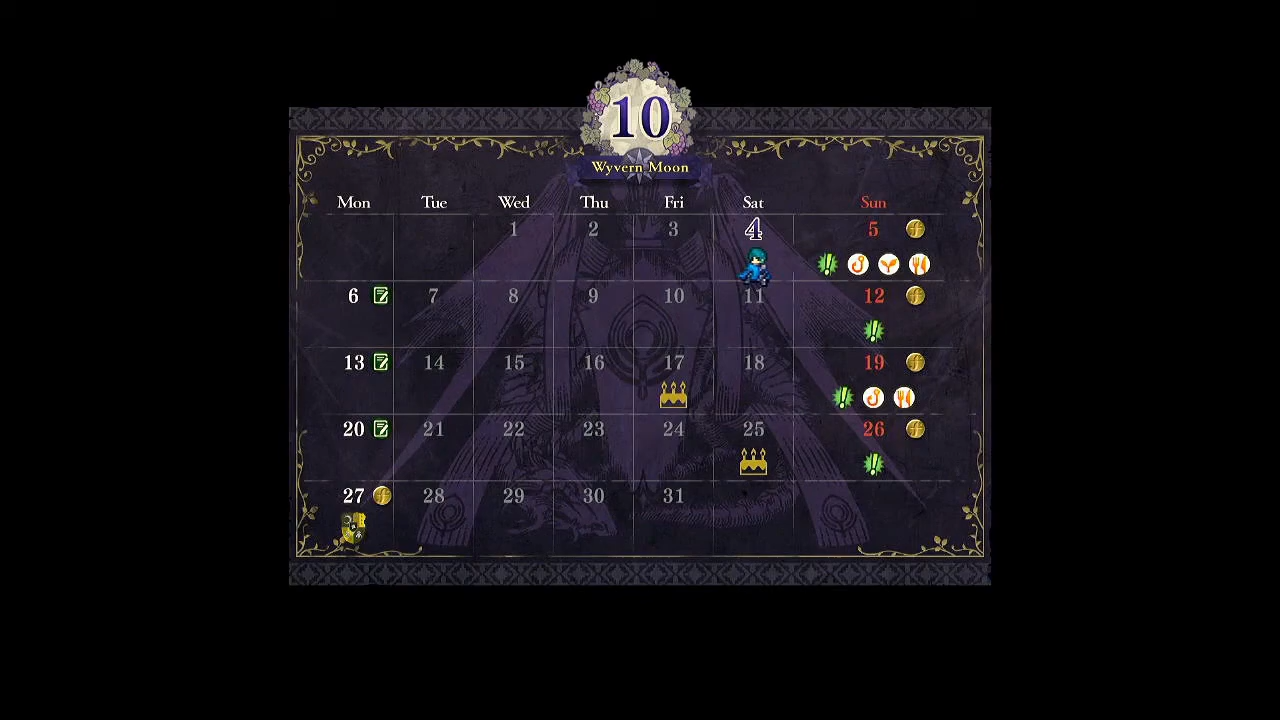 10
Wyvern Moon
Mon Tue Wed Thu Fri Sat Sun
1 2 3 4 5
6 7 8 9 10 11 12
13 14 15 16 17 18 19
20 21 22 23 24 25 26
27 28 29 30 31